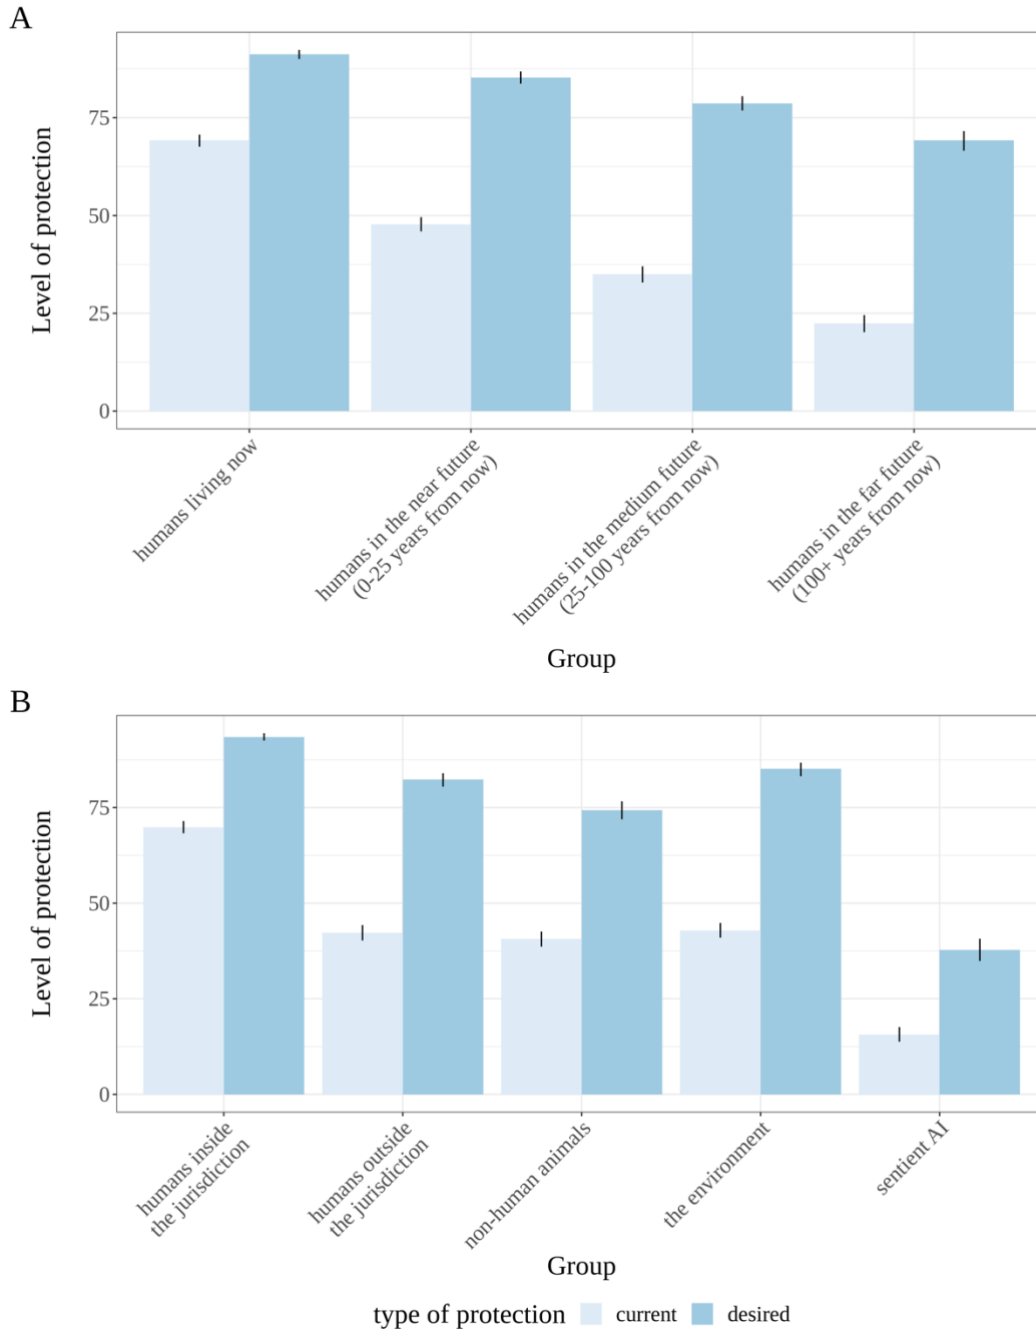 A
Level of protection
75
50
25
0
humans living now
humans in the near future
(0-25 years from now)
humans in the medium future
(25-100 years from now)
humans in the far future
(100+ years from now)
Group
B
Level of protection
75
50
25
0
humans inside
the jurisdiction
humans outside
the jurisdiction
non-human animals
the environment
sentient AI
Group
type of protection current desired